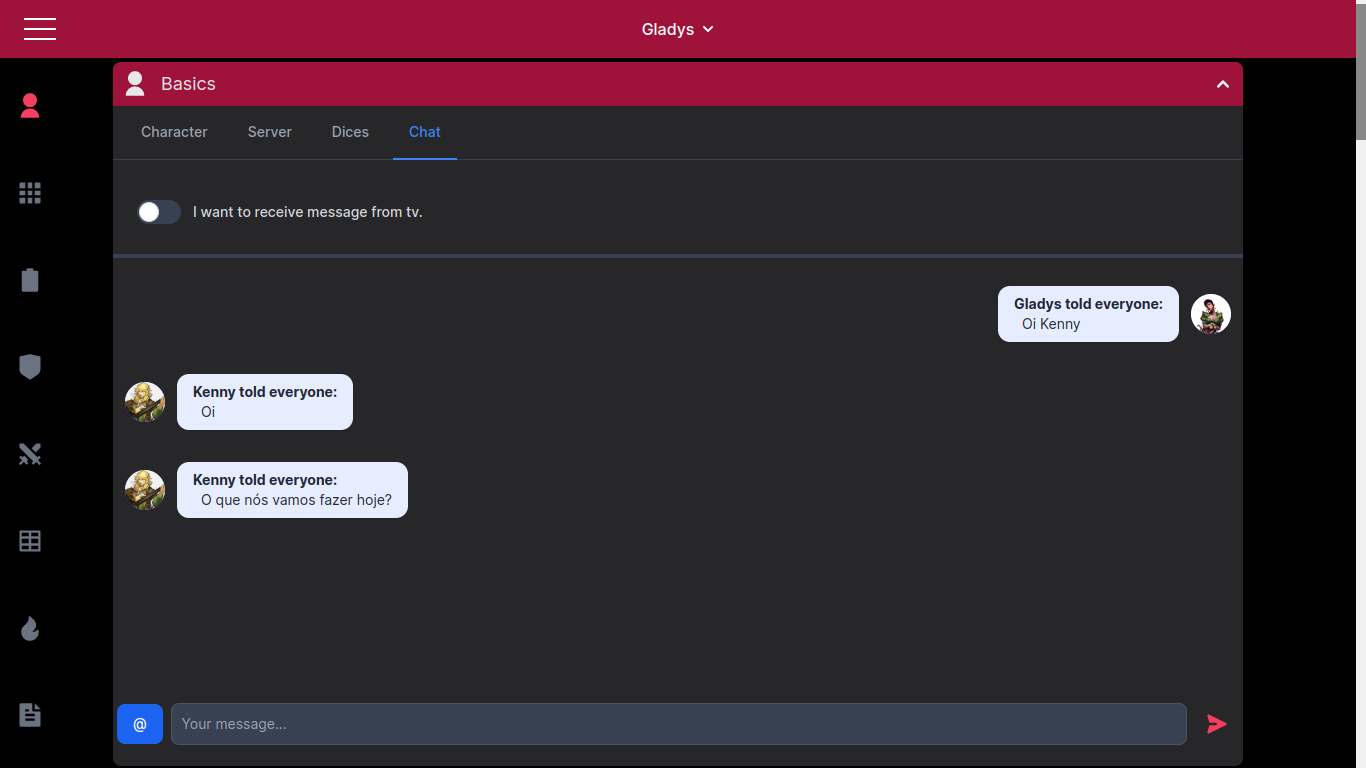 Gladys
Basics
Character Server Dices Chat
I want to receive message from tv.
Gladys told everyone:
Oi Kenny
Kenny told everyone:
Oi
Kenny told everyone:
O que nós vamos fazer hoje?
@ Your message...